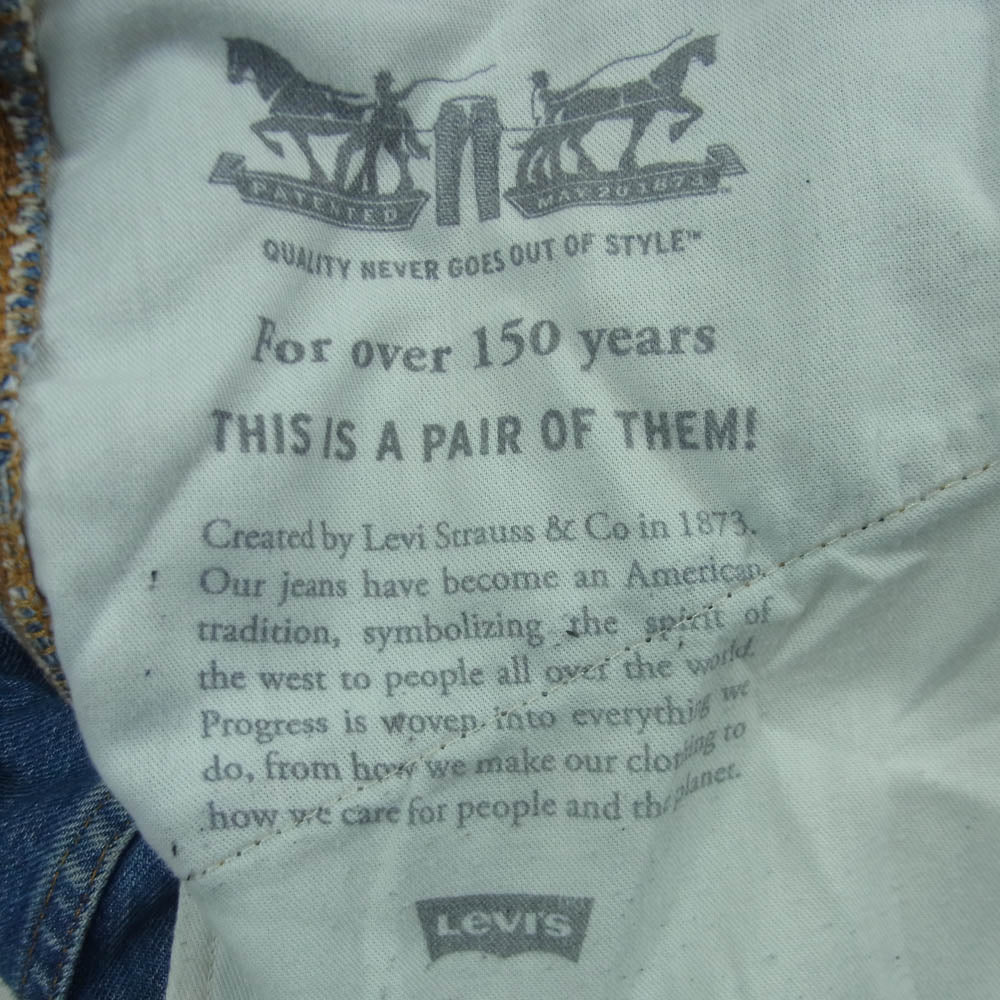 PATENTED MAY 20 1873 ™
QUALITY NEVER GOES OUT OF STYLE™
For over 150 years
THIS IS A PAIR OF THEM!
Created by Levi Strauss & Co in 1873.
Our jeans have become an American
tradition, symbolizing the spirit of
the west to people all over the world.
Progress is woven into everything we
do, from how we make our clothing to
how we care for people and the planet.
LEVI'S